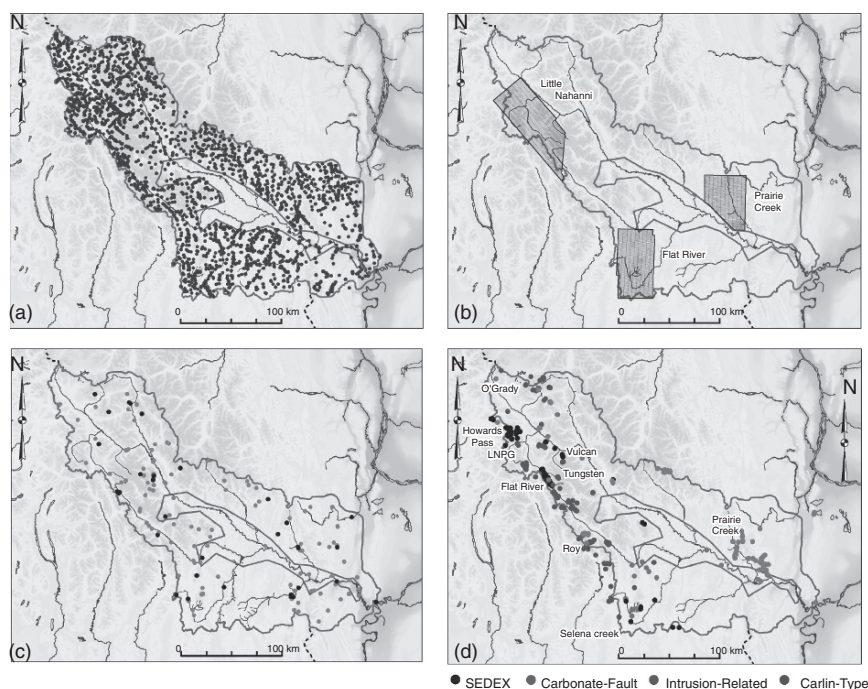 N
(a)
0 100 km
N
Little
Nahanni
Prairie
Creek
Flat River
(b)
0 100 km
N
(c)
0 100 km
N
N
O'Grady
Howards
Pass
LNPG
Vulcan
Tungsten
Flat River
Prairie
Creek
Roy
Selena creek
(d)
0 100 km
SEDEX Carbonate-Fault Intrusion-Related Carlin-Type